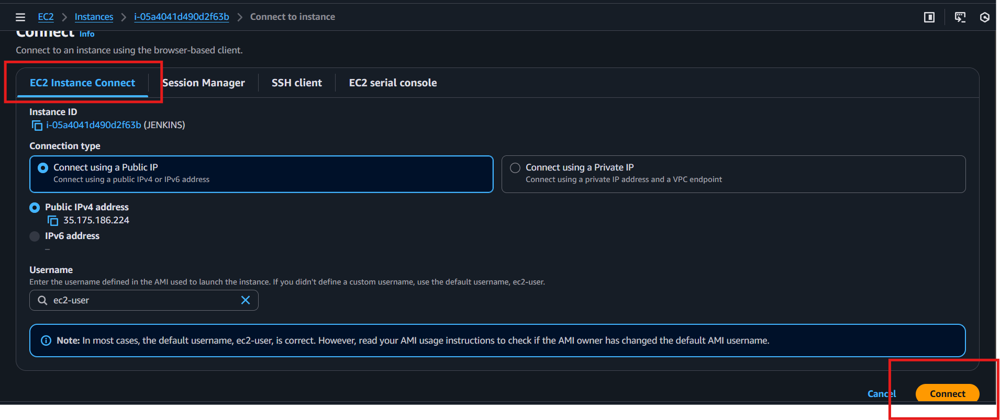 EC2 > Instances > i-05a4041d490d2f63b > Connect to instance
Connect Info
Connect to an instance using the browser-based client.
EC2 Instance Connect Session Manager SSH client EC2 serial console
Instance ID
i-05a4041d490d2f63b (JENKINS)
Connection type
Connect using a Public IP
Connect using a public IPv4 or IPv6 address
Connect using a Private IP
Connect using a private IP address and a VPC endpoint
Public IPv4 address
35.175.186.224
IPv6 address
–
Username
Enter the username defined in the AMI used to launch the instance. If you didn't define a custom username, use the default username, ec2-user.
ec2-user
Note: In most cases, the default username, ec2-user, is correct. However, read your AMI usage instructions to check if the AMI owner has changed the default AMI username.
Cancel Connect